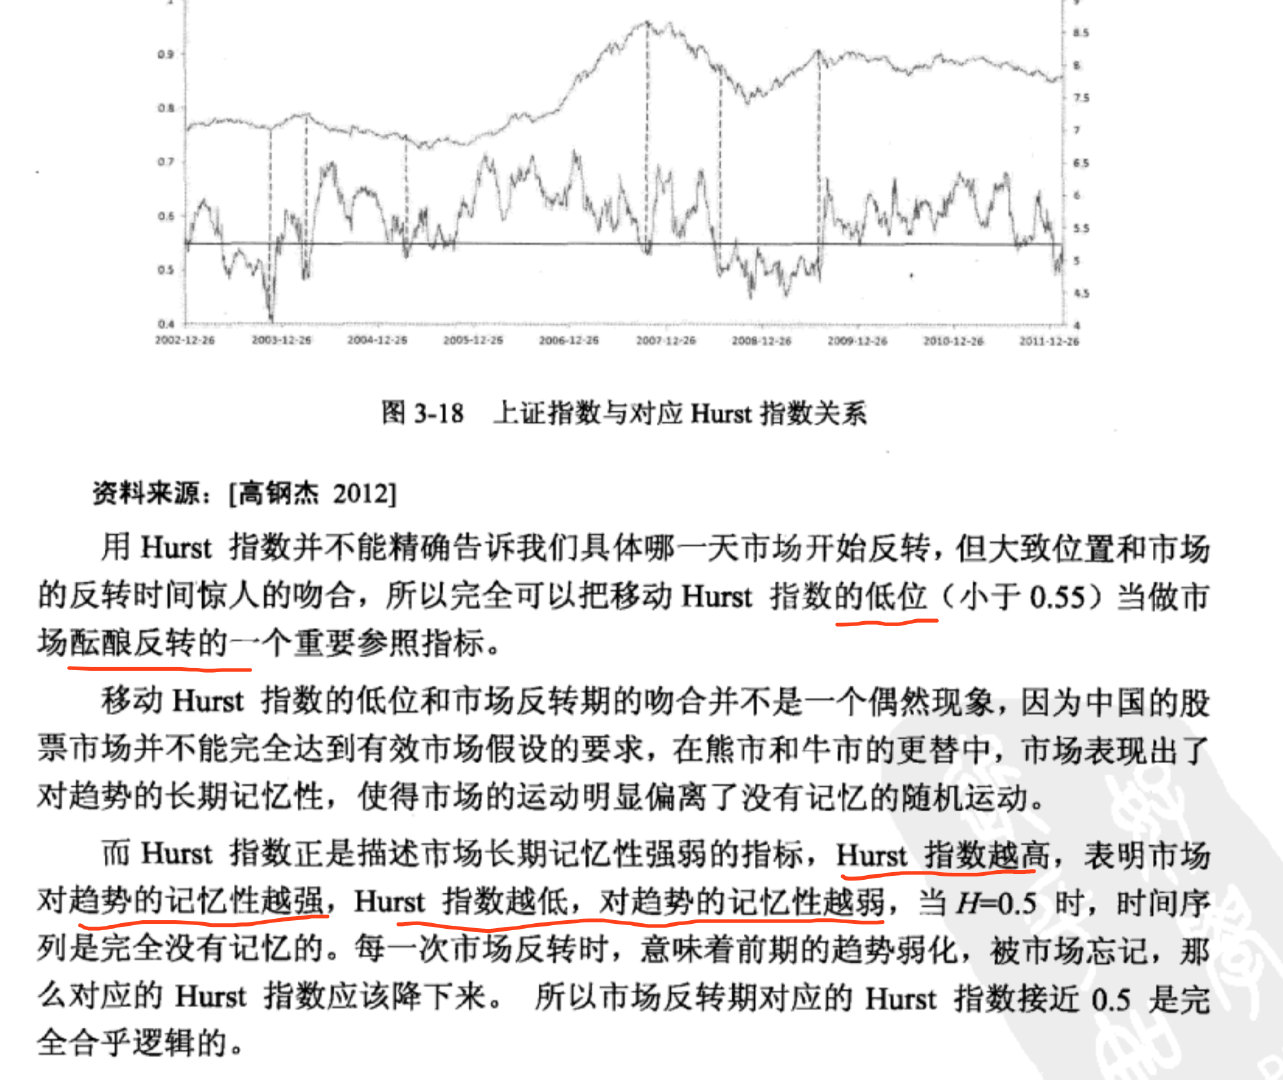 1 9
0.9 8.5
0.8 8
0.7 7.5
0.6 7
0.5 6.5
0.4 6
5.5
5
4.5
4
2002-12-26 2003-12-26 2004-12-26 2005-12-26 2006-12-26 2007-12-26 2008-12-26 2009-12-26 2010-12-26 2011-12-26
图 3-18 上证指数与对应 Hurst 指数关系
资料来源：[高钢杰 2012]
用 Hurst 指数并不能精确告诉我们具体哪一天市场开始反转，但大致位置和市场
的反转时间惊人的吻合，所以完全可以把移动 Hurst 指数的低位（小于 0.55）当做市
场酝酿反转的一个重要参照指标。
移动 Hurst 指数的低位和市场反转期的吻合并不是一个偶然现象，因为中国的股
票市场并不能完全达到有效市场假设的要求，在熊市和牛市的更替中，市场表现出了
对趋势的长期记忆性，使得市场的运动明显偏离了没有记忆的随机运动。
而 Hurst 指数正是描述市场长期记忆性强弱的指标，Hurst 指数越高，表明市场
对趋势的记忆性越强，Hurst 指数越低，对趋势的记忆性越弱，当 H=0.5 时，时间序
列是完全没有记忆的。每一次市场反转时，意味着前期的趋势弱化，被市场忘记，那
么对应的 Hurst 指数应该降下来。 所以市场反转期对应的 Hurst 指数接近 0.5 是完
全合乎逻辑的。